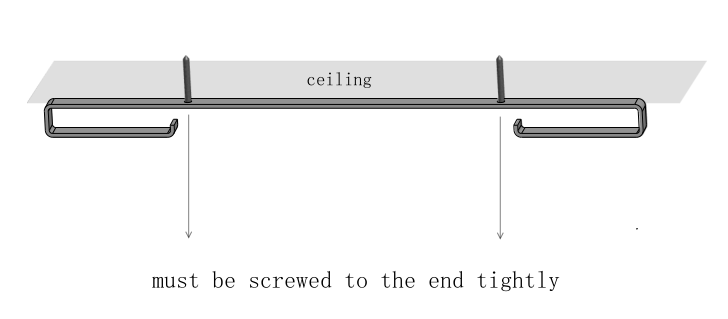 ceiling
must be screwed to the end tightly